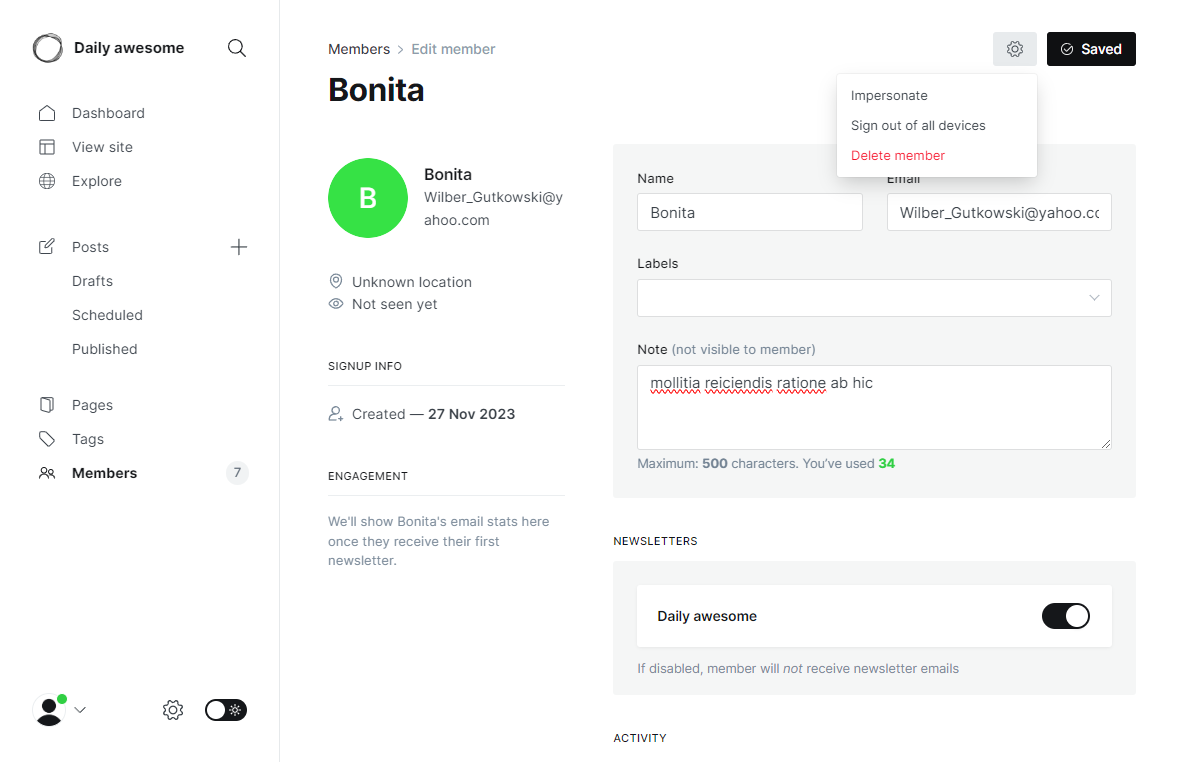 Daily awesome
Dashboard
View site
Explore
Posts
Drafts
Scheduled
Published
Pages
Tags
Members 7
Members > Edit member
Saved
Bonita
Impersonate
Sign out of all devices
Delete member
B
Bonita
Wilber_Gutkowski@y
ahoo.com
Unknown location
Not seen yet
SIGNUP INFO
Created — 27 Nov 2023
ENGAGEMENT
We'll show Bonita's email stats here
once they receive their first
newsletter.
Name
Bonita
Email
Wilber_Gutkowski@yahoo.cc
Labels
Note (not visible to member)
mollitia reiciendis ratione ab hic
Maximum: 500 characters. You've used 34
NEWSLETTERS
Daily awesome
If disabled, member will not receive newsletter emails
ACTIVITY